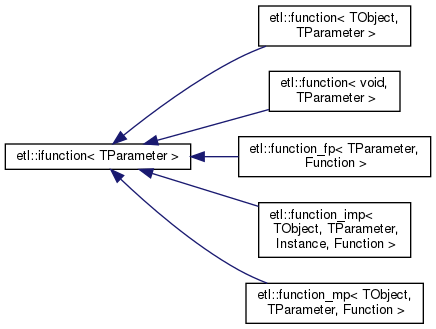 etl::function< TObject,
TParameter >
etl::function< void,
TParameter >
etl::ifunction< TParameter >
etl::function_fp< TParameter,
Function >
etl::function_imp<
TObject, TParameter,
Instance, Function >
etl::function_mp< TObject,
TParameter, Function >